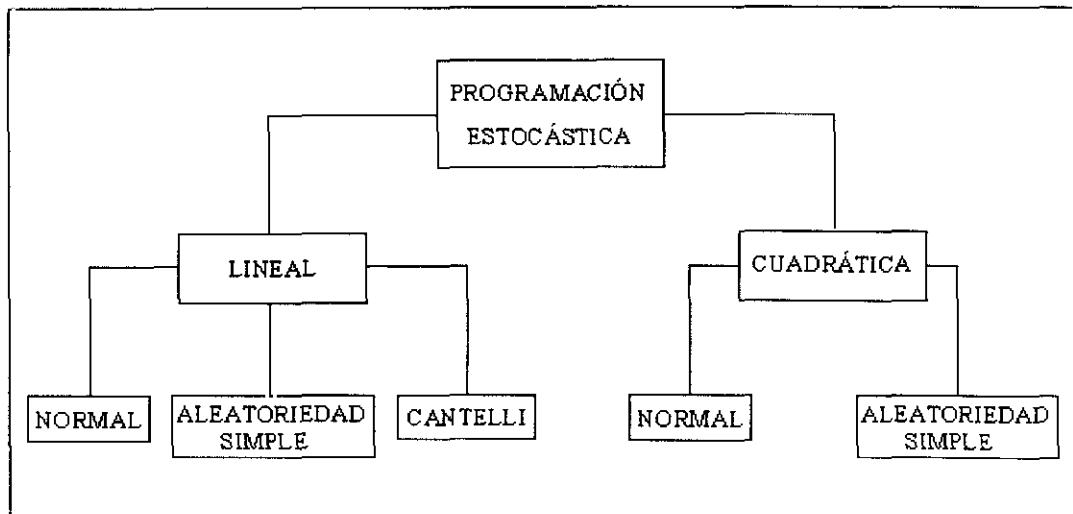 PROGRAMACIÓN
ESTOCÁSTICA
LINEAL
CUADRÁTICA
NORMAL
ALEATORIEDAD
SIMPLE
CANTELLI
NORMAL
ALEATORIEDAD
SIMPLE